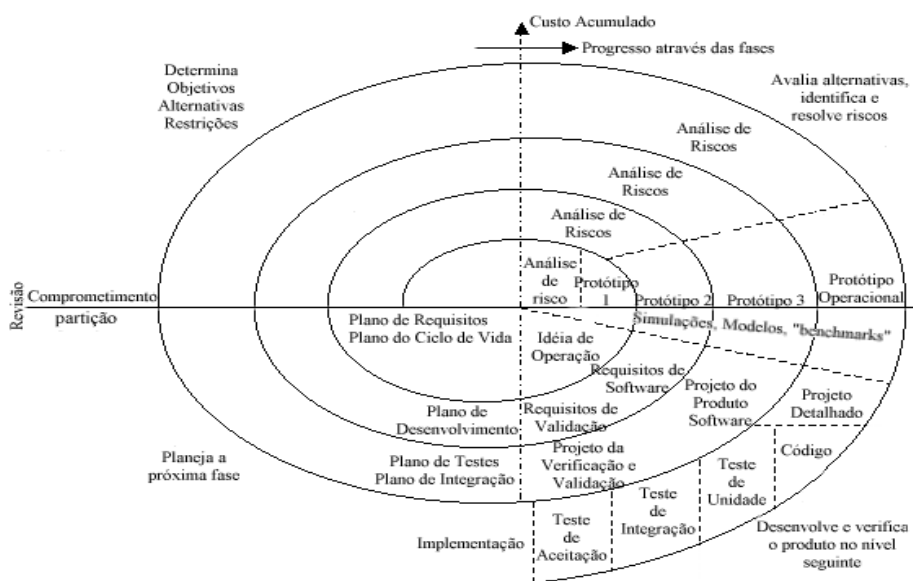 Custo Acumulado
Progresso através das fases
Determina
Objetivos
Alternativas
Restrições
Avalia alternativas,
identifica e
resolve riscos
Análise de
Riscos
Análise de
Riscos
Análise de
Riscos
Análise
de
risco
Protótipo
1
Protótipo 2
Protótipo 3
Protótipo
Operacional
Revisão
Comprometimento
partição
Simulações, Modelos, "benchmarks"
Plano de Requisitos
Plano do Ciclo de Vida
Idéia de
Operação
Requisitos de
Software
Projeto do
Produto
Software
Projeto
Detalhado
Plano de
Desenvolvimento
Requisitos de
Validação
Planeja a
próxima fase
Plano de Testes
Plano de Integração
Projeto da
Verificação e
Validação
Código
Teste
de
Unidade
Teste
de
Integração
Teste
de
Aceitação
Implementação
Desenvolve e verifica
o produto no nível
seguinte